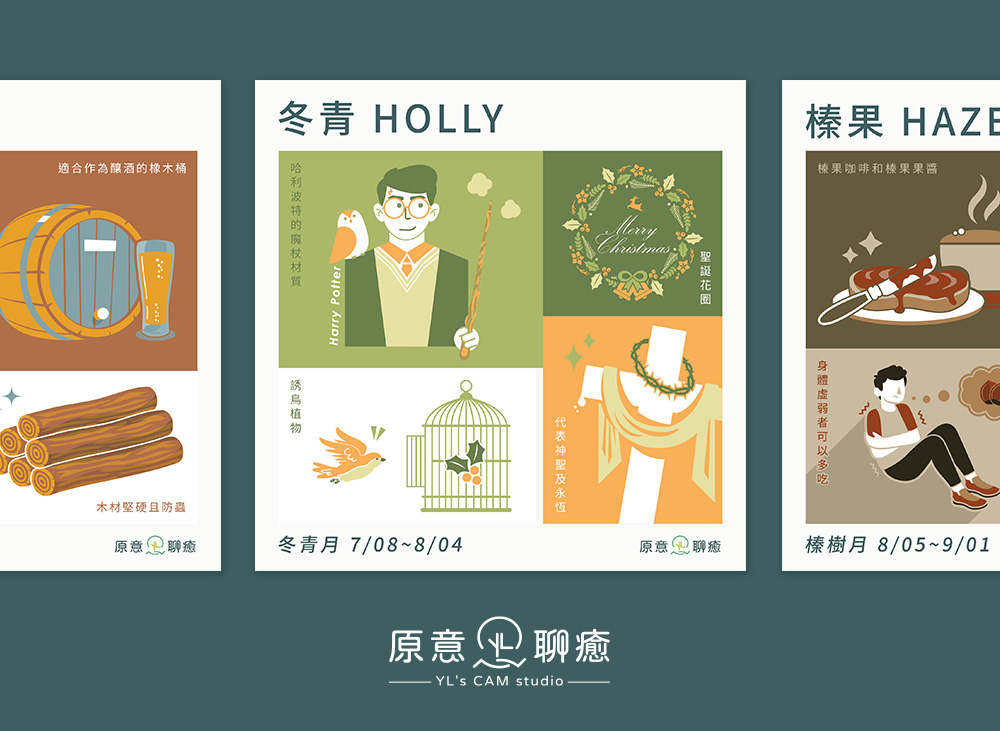 適合作為釀酒的橡木桶
木材堅硬且防蟲
原意聊癒
冬青 HOLLY
哈利波特的魔杖材質
Harry Potter
A
Merry
Christmas
聖誕花圈
誘鳥植物
代表神聖及永恆
冬青月 7/08~8/04
原意聊癒
榛果 HAZE
榛果咖啡和榛果果醬
身體虛弱者可以多吃
榛樹月 8/05~9/01
原意 YL 聊癒
YL's CAM studio